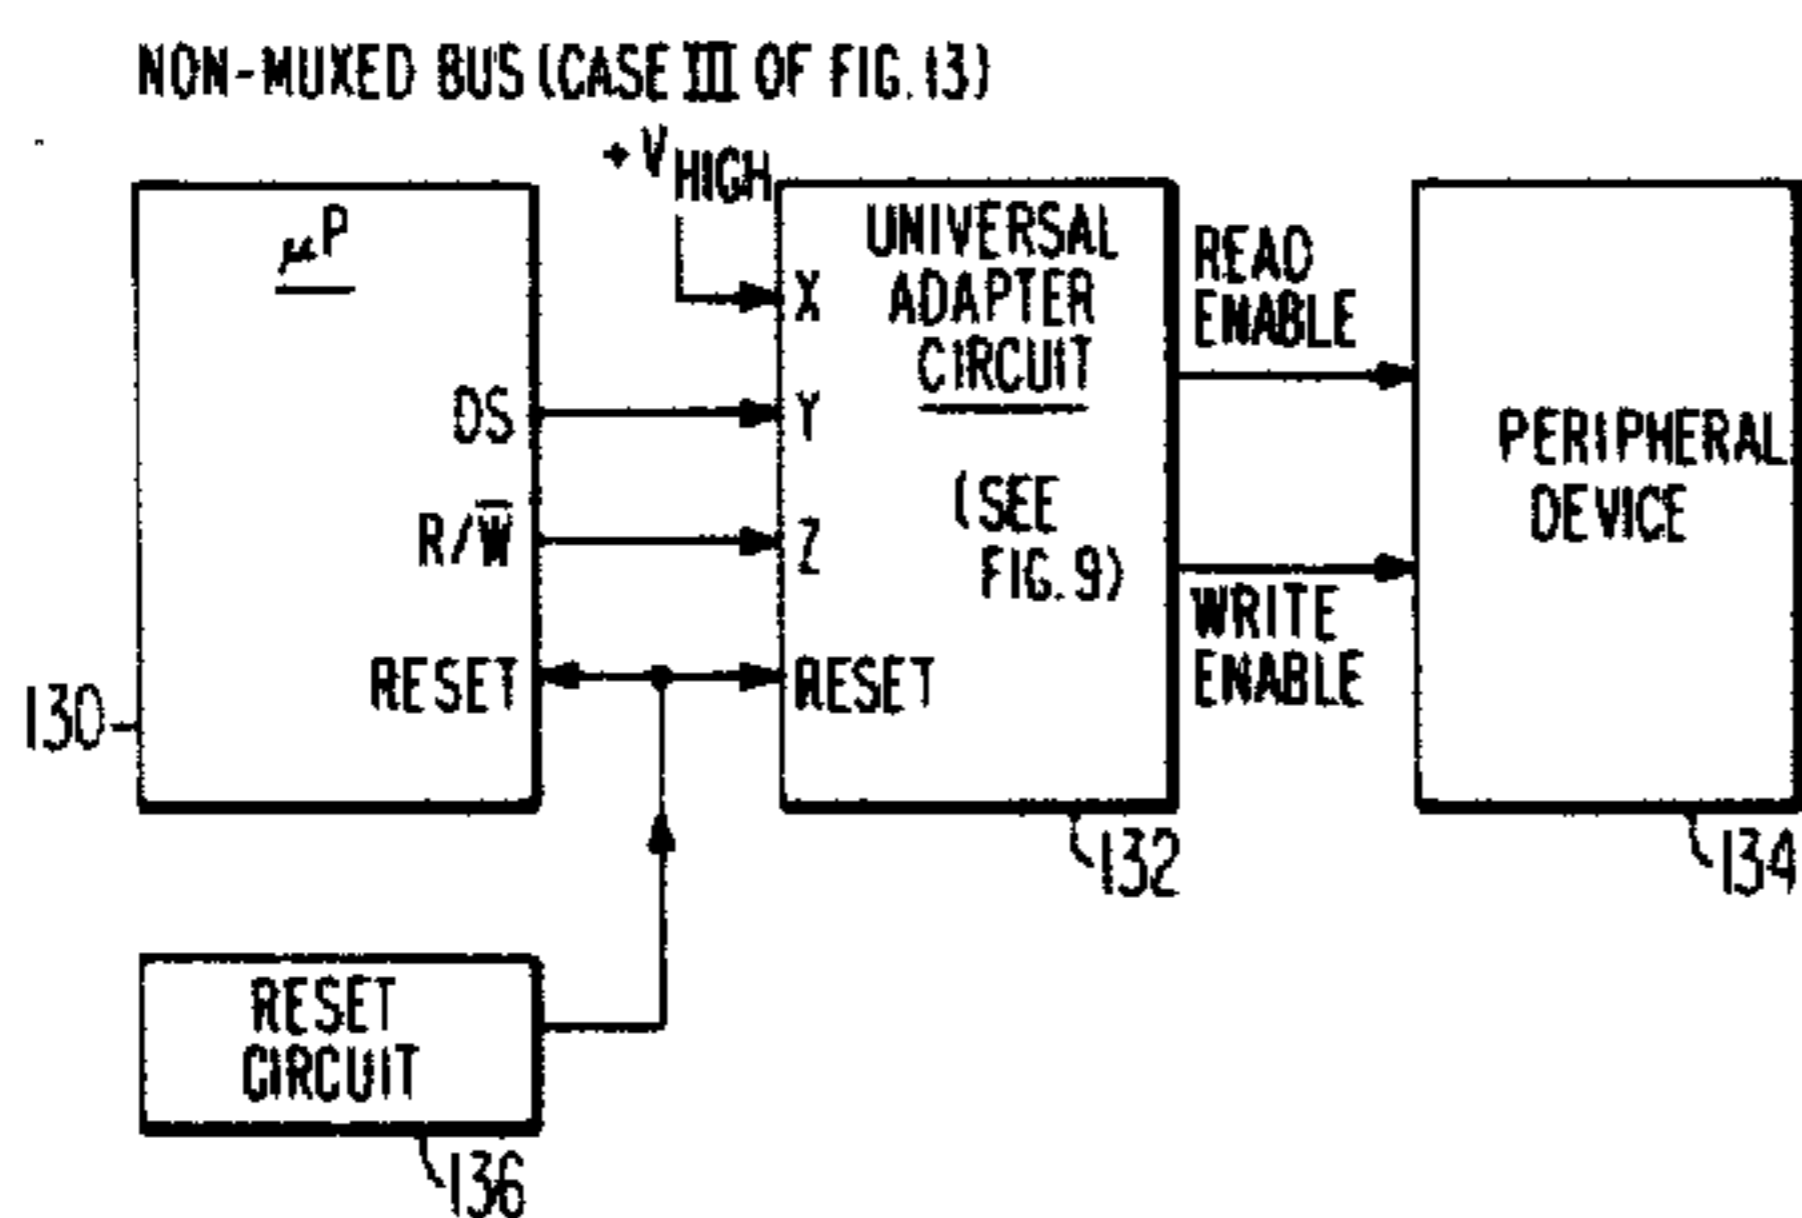 NON-MUXED BUS (CASE III OF FIG. 13)
+V HIGH
μP
DS
R/W̅
RESET
130
X
Y
Z
RESET
UNIVERSAL
ADAPTER
CIRCUIT
(SEE
FIG. 9)
132
READ
ENABLE
WRITE
ENABLE
PERIPHERAL
DEVICE
134
RESET
CIRCUIT
136